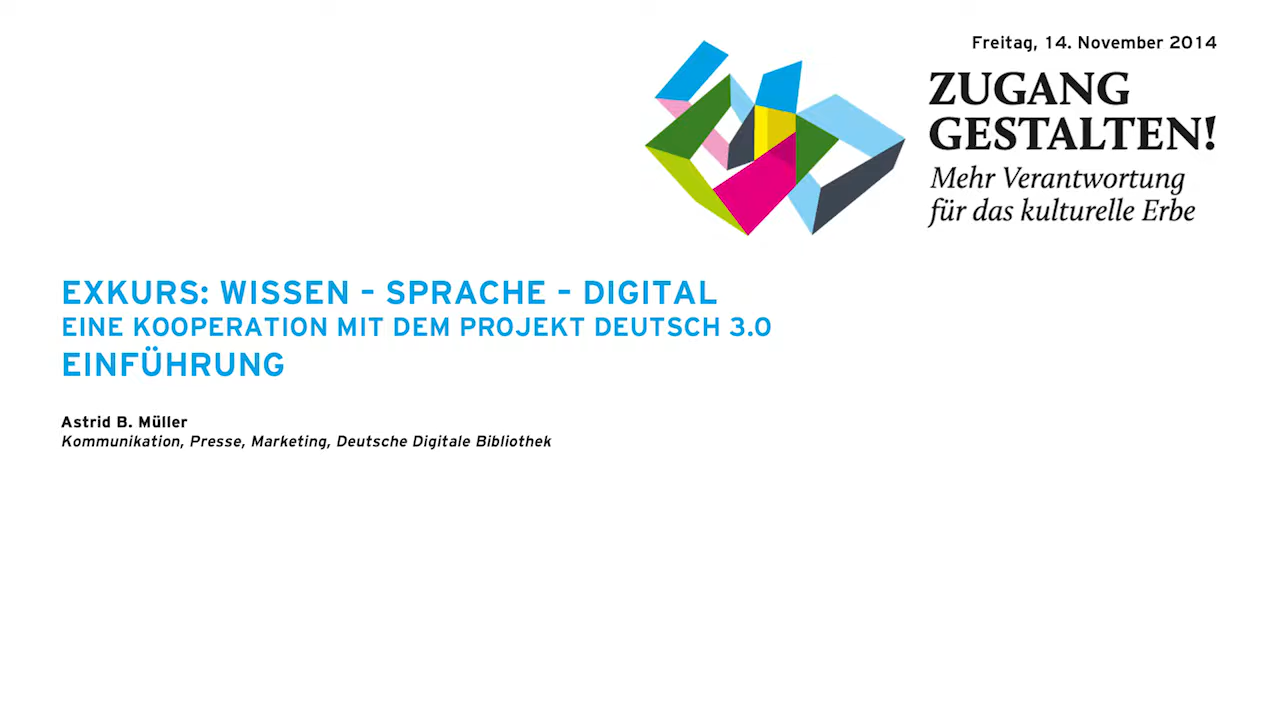 Freitag, 14. November 2014
ZUGANG
GESTALTEN!
Mehr Verantwortung
für das kulturelle Erbe
EXKURS: WISSEN – SPRACHE – DIGITAL
EINE KOOPERATION MIT DEM PROJEKT DEUTSCH 3.0
EINFÜHRUNG
Astrid B. Müller
Kommunikation, Presse, Marketing, Deutsche Digitale Bibliothek